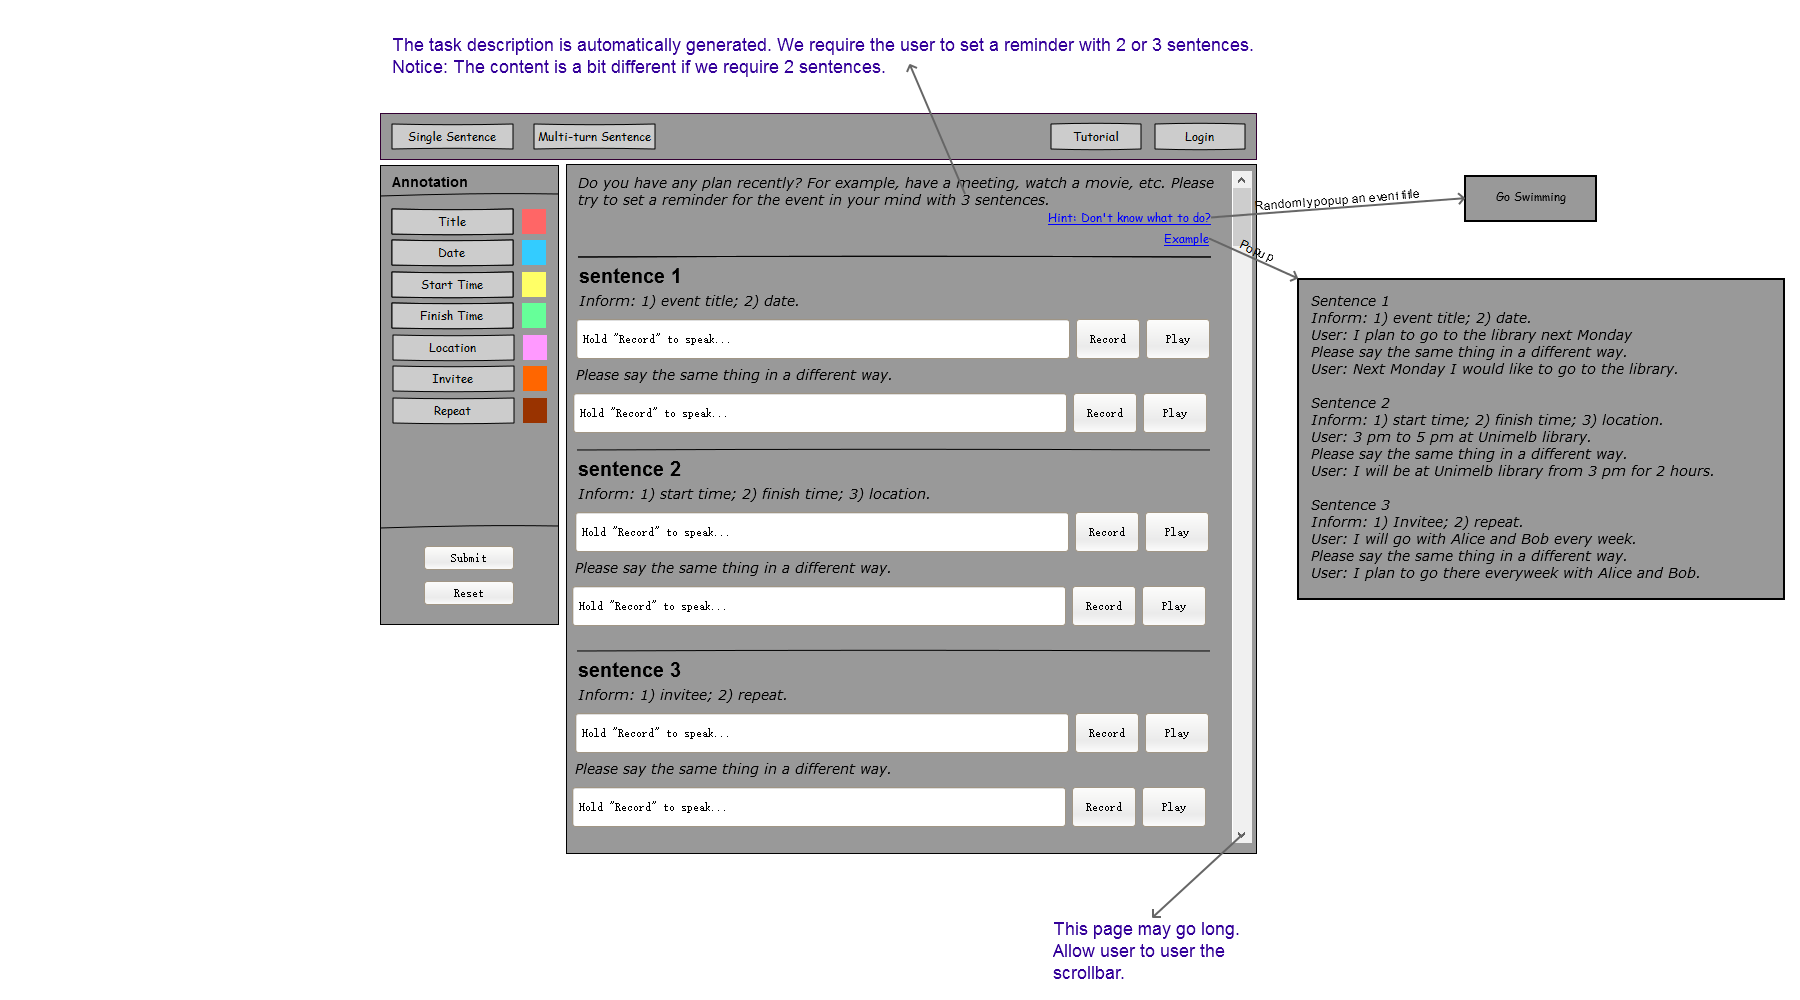 The task description is automatically generated. We require the user to set a reminder with 2 or 3 sentences.
Notice: The content is a bit different if we require 2 sentences.
Single Sentence
Multi-turn Sentence
Tutorial
Login
Annotation
Title
Date
Start Time
Finish Time
Location
Invitee
Repeat
Submit
Reset
Do you have any plan recently? For example, have a meeting, watch a movie, etc. Please
try to set a reminder for the event in your mind with 3 sentences.
Hint: Don't know what to do?
Example
sentence 1
Inform: 1) event title; 2) date.
Hold "Record" to speak...
Record
Play
Please say the same thing in a different way.
Hold "Record" to speak...
Record
Play
sentence 2
Inform: 1) start time; 2) finish time; 3) location.
Hold "Record" to speak...
Record
Play
Please say the same thing in a different way.
Hold "Record" to speak...
Record
Play
sentence 3
Inform: 1) invitee; 2) repeat.
Hold "Record" to speak...
Record
Play
Please say the same thing in a different way.
Hold "Record" to speak...
Record
Play
Randomly popup an event title
Go Swimming
Popup
Sentence 1
Inform: 1) event title; 2) date.
User: I plan to go to the library next Monday
Please say the same thing in a different way.
User: Next Monday I would like to go to the library.
Sentence 2
Inform: 1) start time; 2) finish time; 3) location.
User: 3 pm to 5 pm at Unimelb library.
Please say the same thing in a different way.
User: I will be at Unimelb library from 3 pm for 2 hours.
Sentence 3
Inform: 1) Invitee; 2) repeat.
User: I will go with Alice and Bob every week.
Please say the same thing in a different way.
User: I plan to go there everyweek with Alice and Bob.
This page may go long.
Allow user to user the
scrollbar.